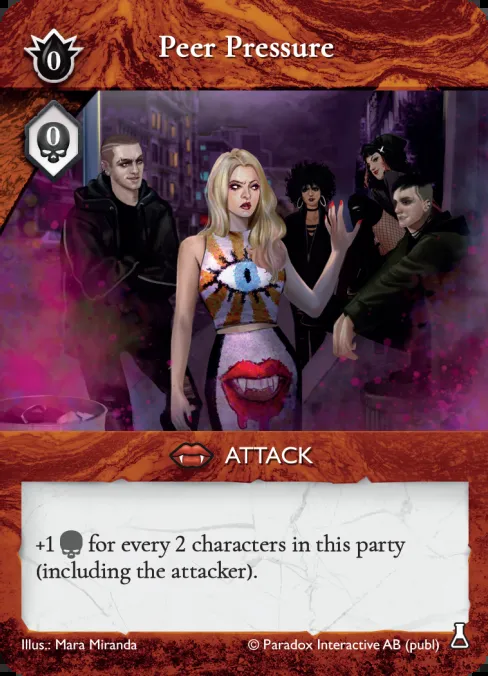 0
Peer Pressure
0
ATTACK
+1 for every 2 characters in this party
(including the attacker).
Illus.: Mara Miranda © Paradox Interactive AB (publ)